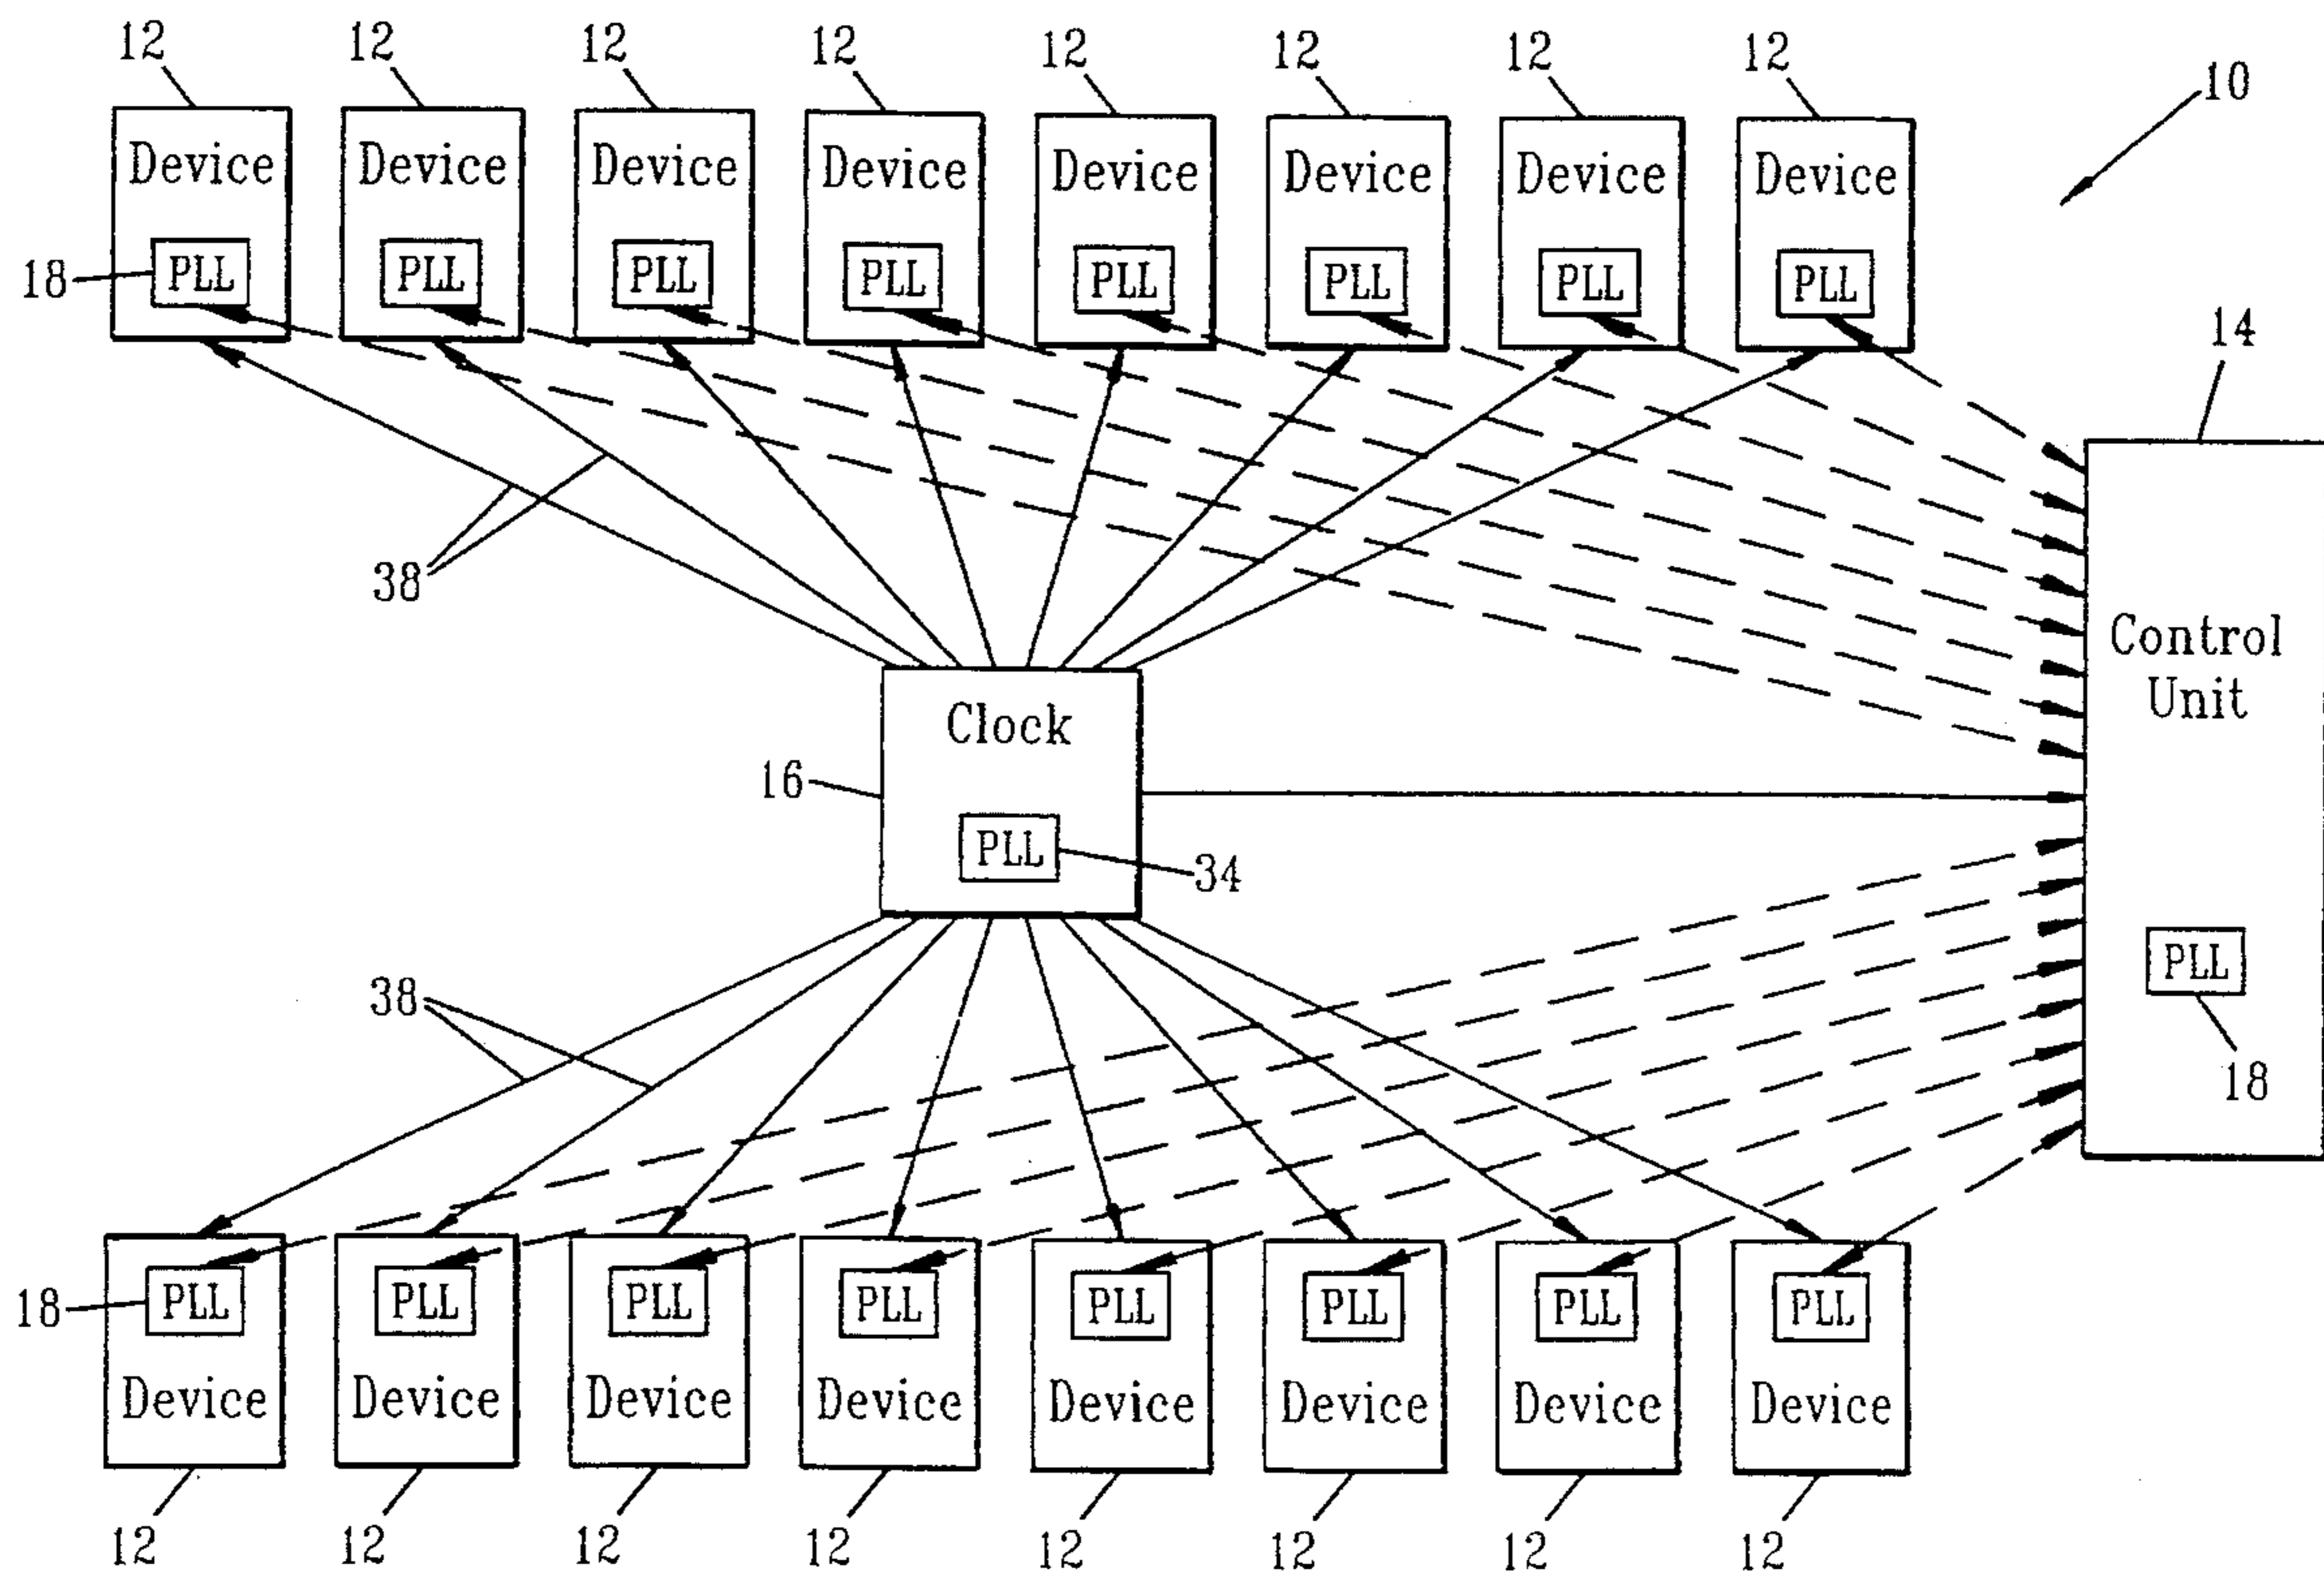 12 12 12 12 12 12 12 12
10
Device Device Device Device Device Device Device Device
18 PLL PLL PLL PLL PLL PLL PLL PLL
14
38
Control
Unit
Clock
16
PLL 34
PLL
38
18
18 PLL PLL PLL PLL PLL PLL PLL PLL
Device Device Device Device Device Device Device Device
12 12 12 12 12 12 12 12